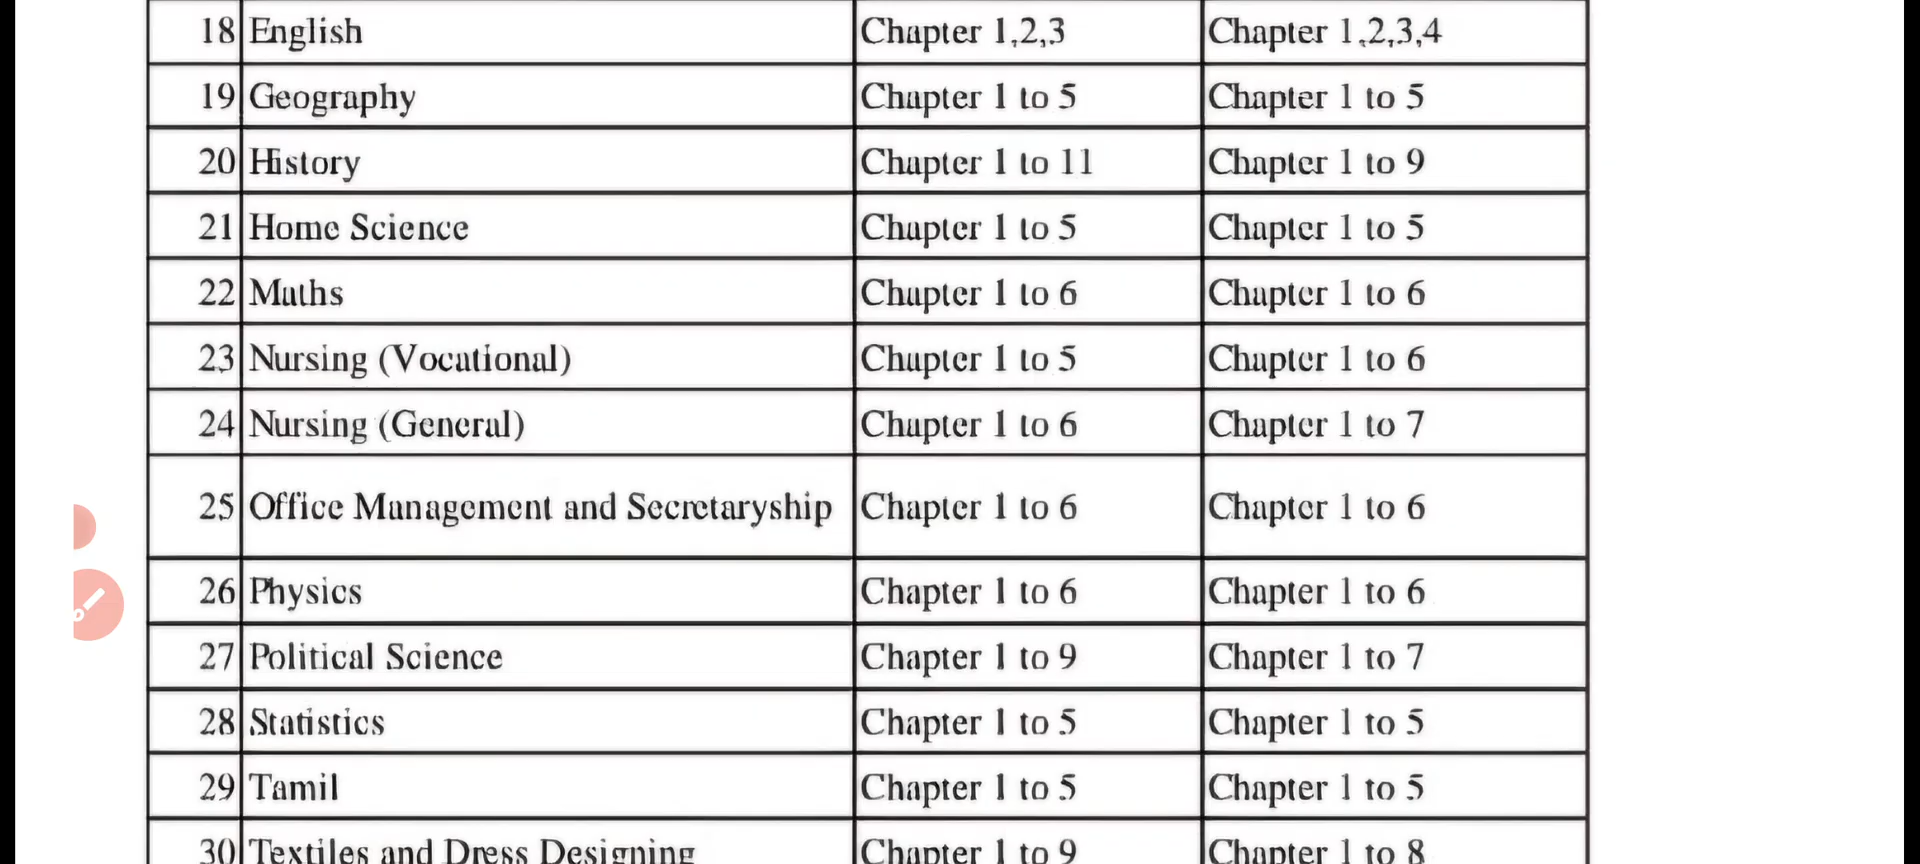 18 English Chapter 1,2,3 Chapter 1,2,3,4
19 Geography Chapter 1 to 5 Chapter 1 to 5
20 History Chapter 1 to 11 Chapter 1 to 9
21 Home Science Chapter 1 to 5 Chapter 1 to 5
22 Maths Chapter 1 to 6 Chapter 1 to 6
23 Nursing (Vocational) Chapter 1 to 5 Chapter 1 to 6
24 Nursing (General) Chapter 1 to 6 Chapter 1 to 7
25 Office Management and Secretaryship Chapter 1 to 6 Chapter 1 to 6
26 Physics Chapter 1 to 6 Chapter 1 to 6
27 Political Science Chapter 1 to 9 Chapter 1 to 7
28 Statistics Chapter 1 to 5 Chapter 1 to 5
29 Tamil Chapter 1 to 5 Chapter 1 to 5
30 Textiles and Dress Designing Chapter 1 to 9 Chapter 1 to 8